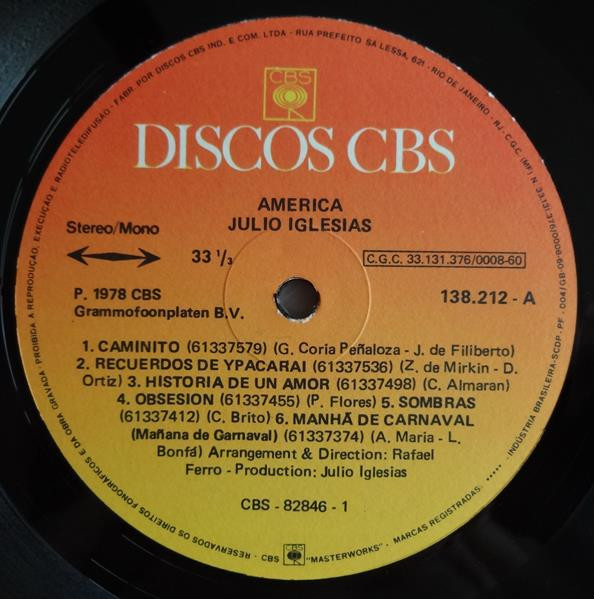 CBS
DISCOS CBS
AMERICA
JULIO IGLESIAS
Stereo/Mono
33 1/3
C.G.C. 33.131.376/0008-60
P. 1978 CBS
Grammofoonplaten B.V.
138.212 - A
1. CAMINITO (61337579) (G. Coria Peñaloza - J. de Filiberto)
2. RECUERDOS DE YPACARAI (61337536) (Z. de Mirkin - D.
Ortiz) 3. HISTORIA DE UN AMOR (61337498) (C. Almaran)
4. OBSESION (61337455) (P. Flores) 5. SOMBRAS
(61337412) (C. Brito) 6. MANHÃ DE CARNAVAL
(Mañana de Garnaval) (61337374) (A. Maria - L.
Bonfá) Arrangement & Direction: Rafael
Ferro - Production: Julio Iglesias
CBS - 82846 - 1
RESERVADOS OS DIREITOS FONOGRÁFICOS E DA OBRA GRAVADA - PROIBIDA A REPRODUÇÃO, EXECUÇÃO E RADIOTELEDIFUSÃO - FABR. POR DISCOS CBS IND. E COM. LTDA - RUA PREFEITO SÁ LESSA, 621 - RIO DE JANEIRO - RJ - C.G.C. (MF) N. 33.131.376/0008-60 - INDÚSTRIA BRASILEIRA-SCDP - PF - 004/GB-09-
CBS CBS "MASTERWORKS" - MARCAS REGISTRADAS